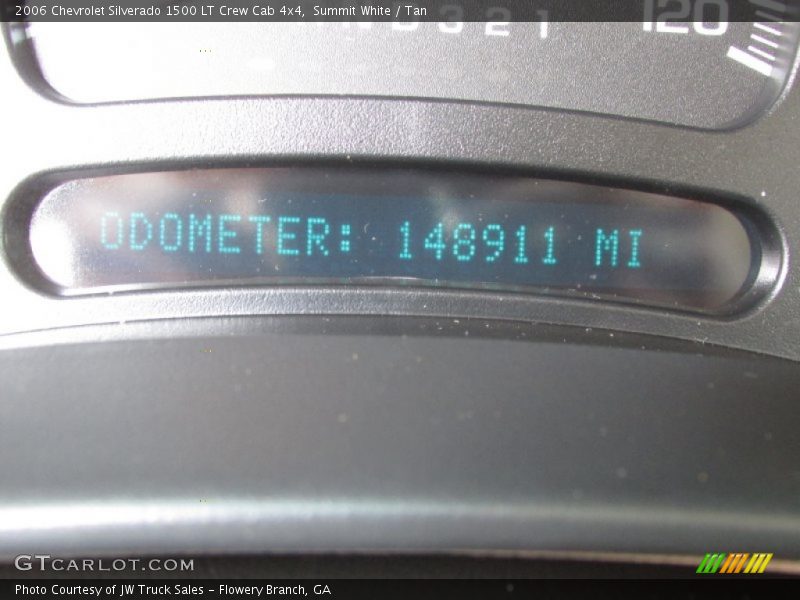 2006 Chevrolet Silverado 1500 LT Crew Cab 4x4, Summit White / Tan
120
ODOMETER: 148911 MI
GTCARLOT.COM
Photo Courtesy of JW Truck Sales - Flowery Branch, GA